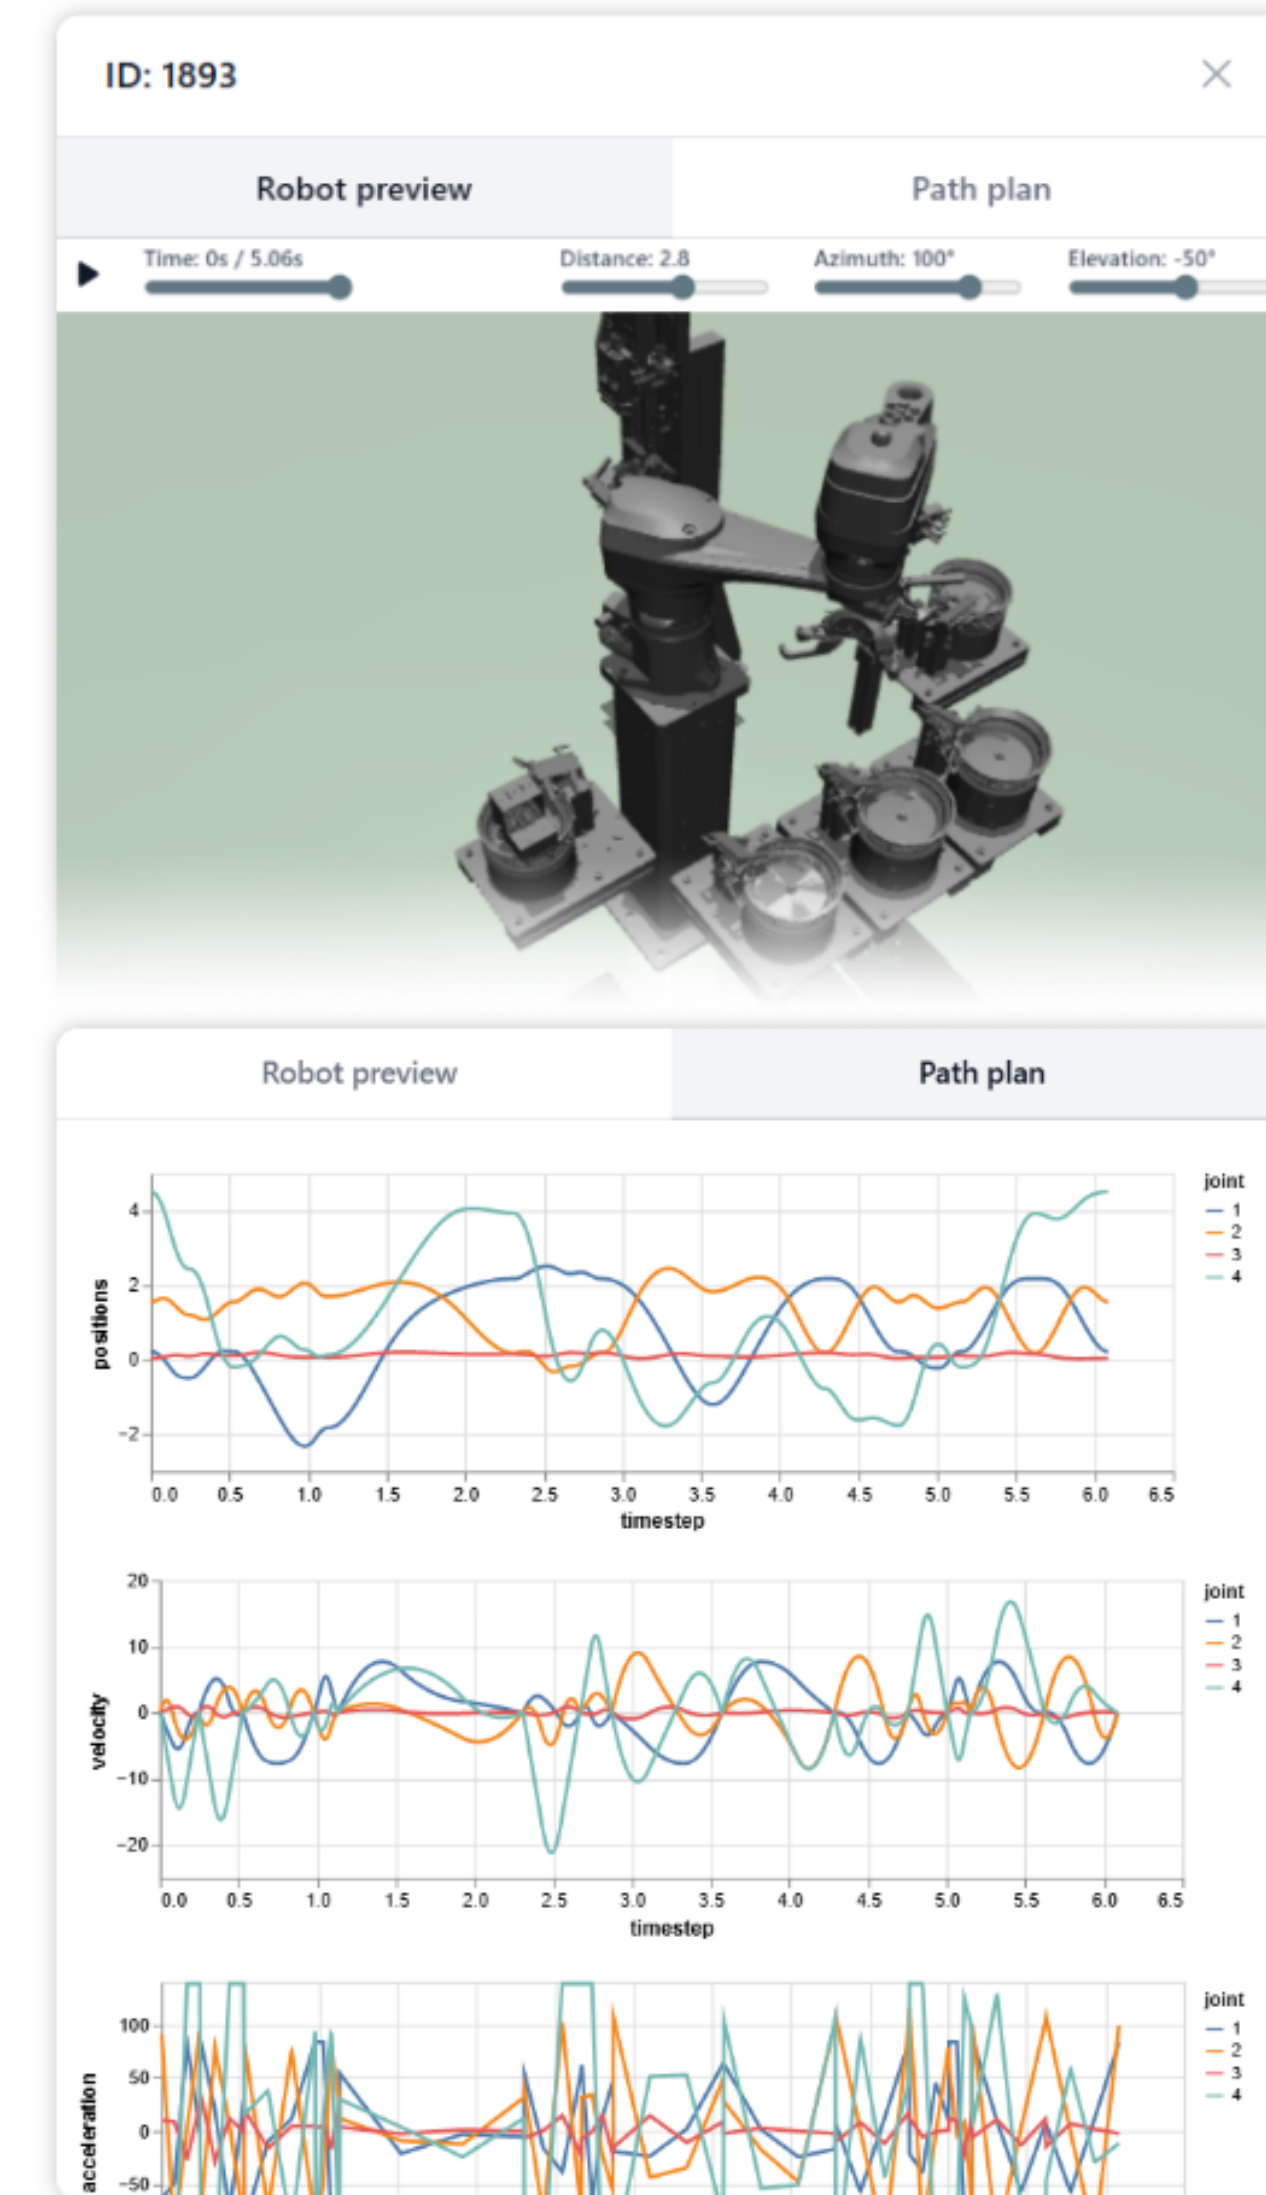 ID: 1893
Robot preview
Path plan
Time: 0s / 5.06s
Distance: 2.8
Azimuth: 100°
Elevation: -50°
Robot preview
Path plan
positions
4
2
0
−2
0.0 0.5 1.0 1.5 2.0 2.5 3.0 3.5 4.0 4.5 5.0 5.5 6.0 6.5
timestep
joint
1
2
3
4
velocity
20
10
0
−10
−20
0.0 0.5 1.0 1.5 2.0 2.5 3.0 3.5 4.0 4.5 5.0 5.5 6.0 6.5
timestep
joint
1
2
3
4
acceleration
100
50
0
−50
joint
1
2
3
4